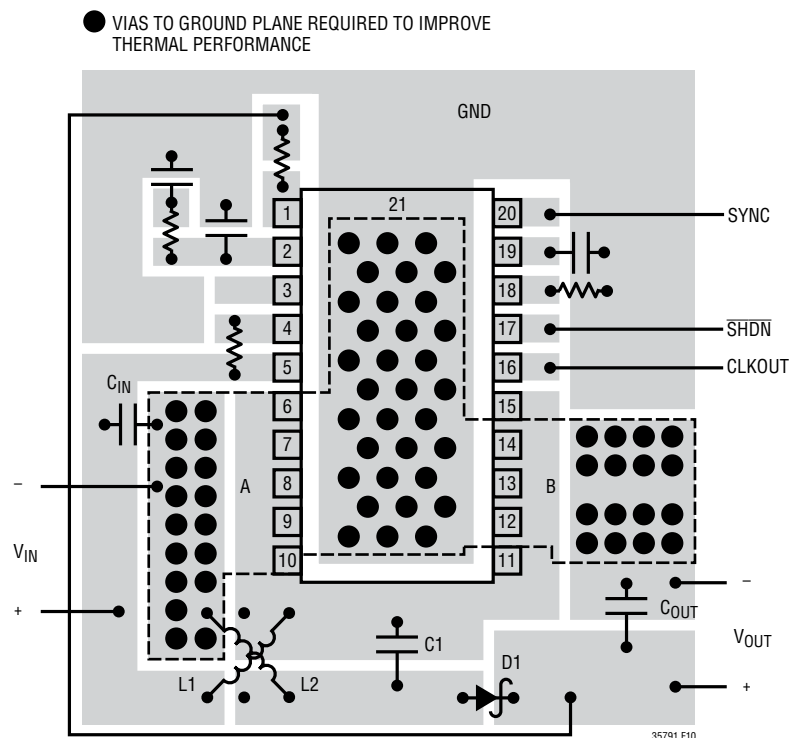 VIAS TO GROUND PLANE REQUIRED TO IMPROVE
THERMAL PERFORMANCE
GND
21
1
2
3
4
5
6
7
8
9
10
20
19
18
17
16
15
14
13
12
11
SYNC
SHDN
CLKOUT
CIN
A
B
–
VIN
+
–
COUT
VOUT
+
C1
D1
L1
L2
35791 F10